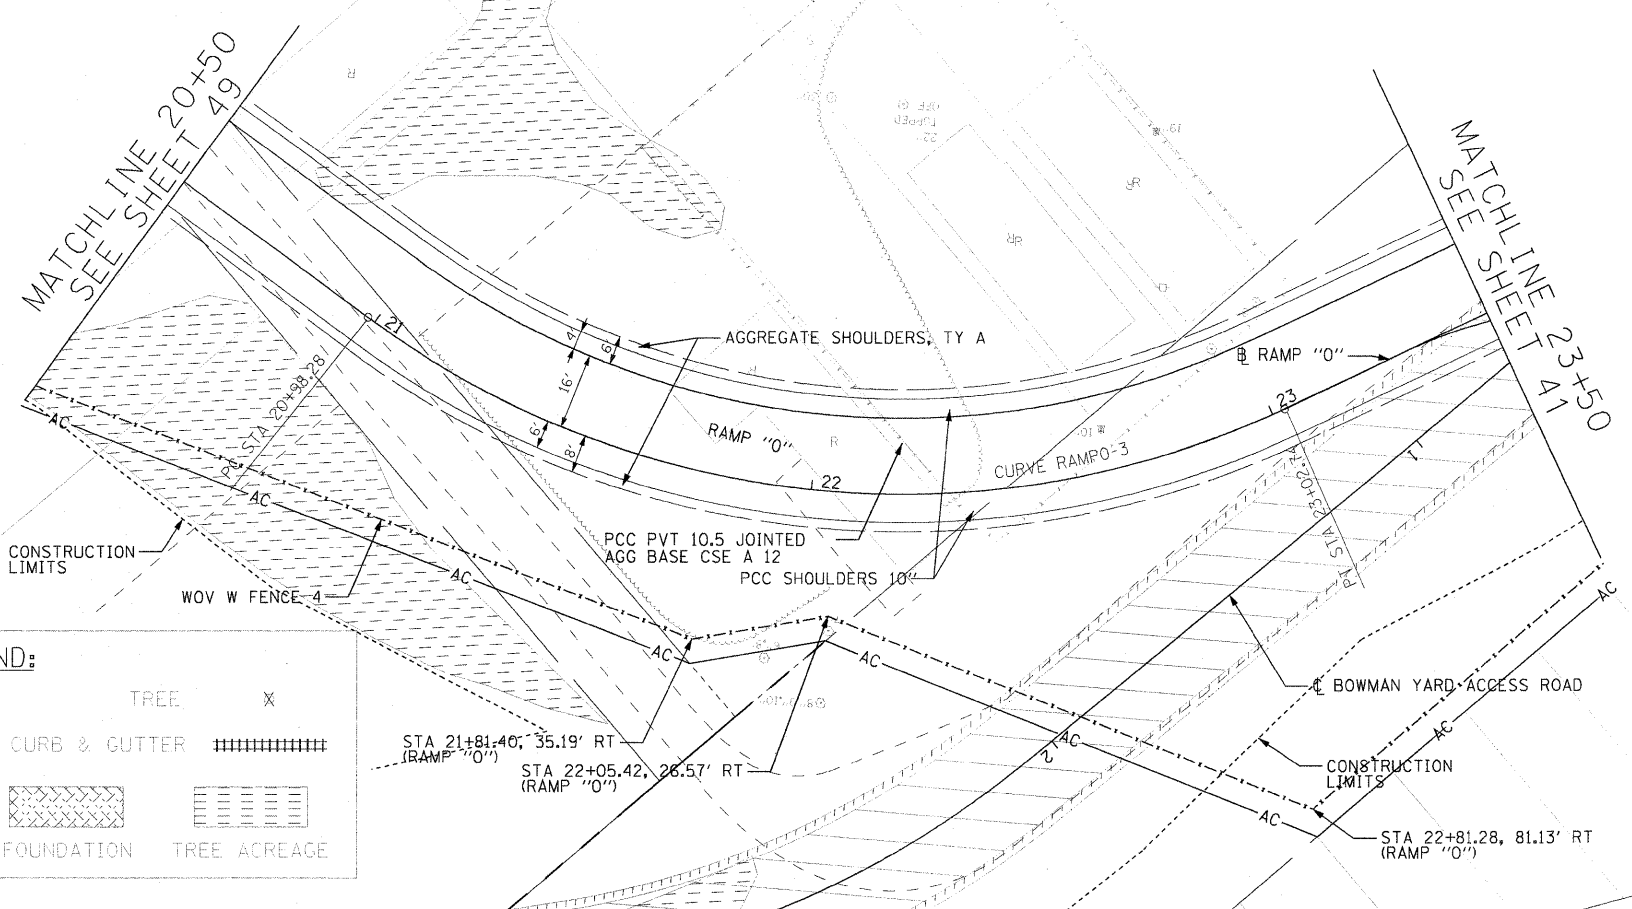 MATCHLINE 20+50
SEE SHEET 49
MATCHLINE 23+50
SEE SHEET 41
R
21
PC STA 20+98.28
4'
6'
16'
6'
8'
AGGREGATE SHOULDERS, TY A
RAMP "O"
R
22
CURVE RAMPO-3
℄ RAMP "O"
23
PI STA 23+02.74
11
PCC PVT 10.5 JOINTED
AGG BASE CSE A 12
PCC SHOULDERS 10"
CONSTRUCTION
LIMITS
WOV W FENCE 4
AC
AC
AC
AC
AC
AC
AC
AC
AC
℄ BOWMAN YARD ACCESS ROAD
12
CONSTRUCTION
LIMITS
STA 21+81.40, 35.19' RT
(RAMP "O")
STA 22+05.42, 26.57' RT
(RAMP "O")
STA 22+81.28, 81.13' RT
(RAMP "O")
ND:
TREE
CURB & GUTTER
FOUNDATION
TREE ACREAGE